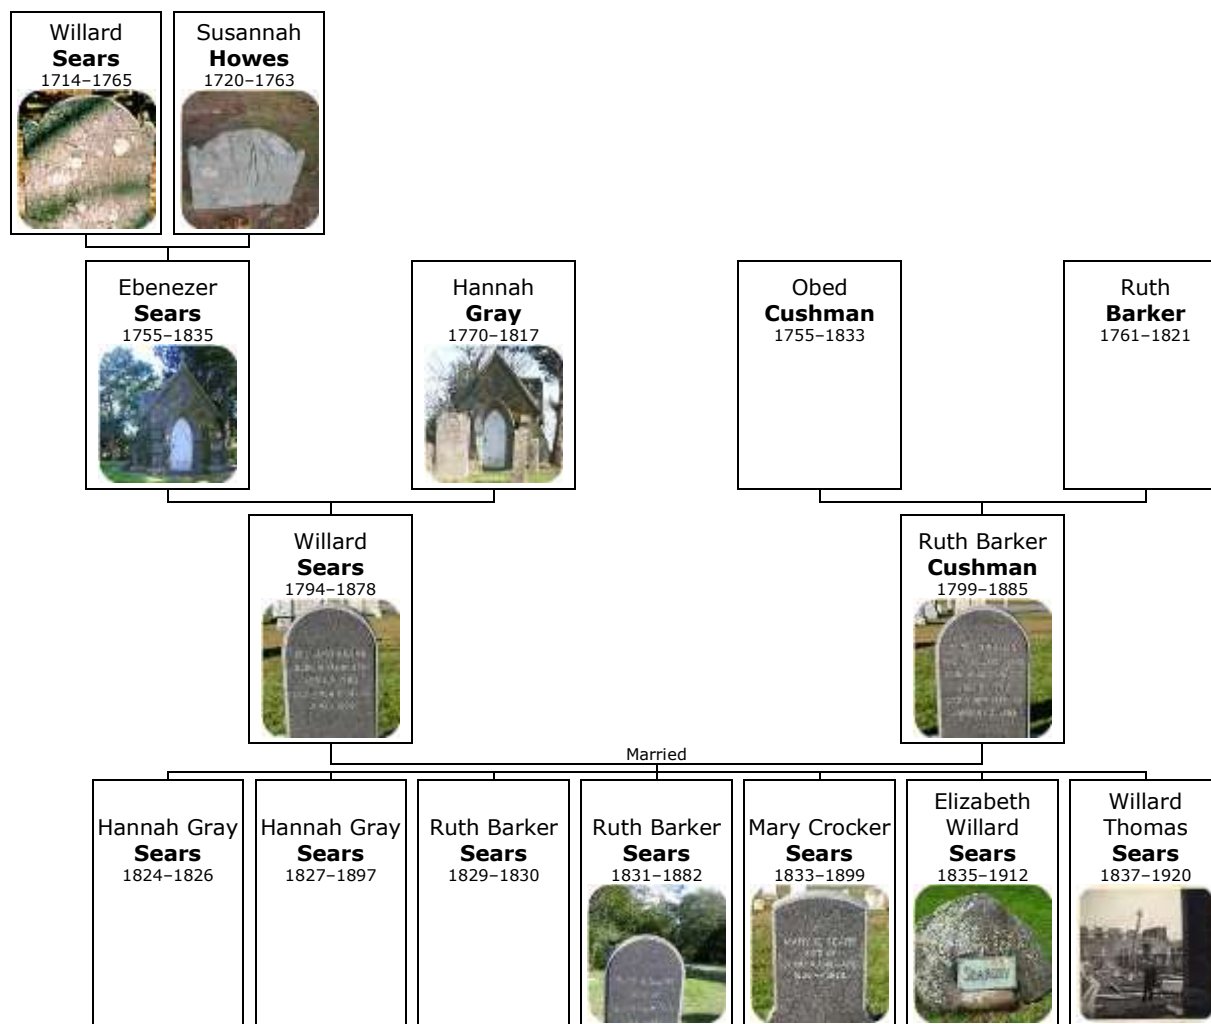 Willard
Sears
1714–1765
Susannah
Howes
1720–1763
Ebenezer
Sears
1755–1835
Hannah
Gray
1770–1817
Obed
Cushman
1755–1833
Ruth
Barker
1761–1821
Willard
Sears
1794–1878
Ruth Barker
Cushman
1799–1885
Married
Hannah Gray
Sears
1824–1826
Hannah Gray
Sears
1827–1897
Ruth Barker
Sears
1829–1830
Ruth Barker
Sears
1831–1882
Mary Crocker
Sears
1833–1899
Elizabeth
Willard
Sears
1835–1912
Willard
Thomas
Sears
1837–1920